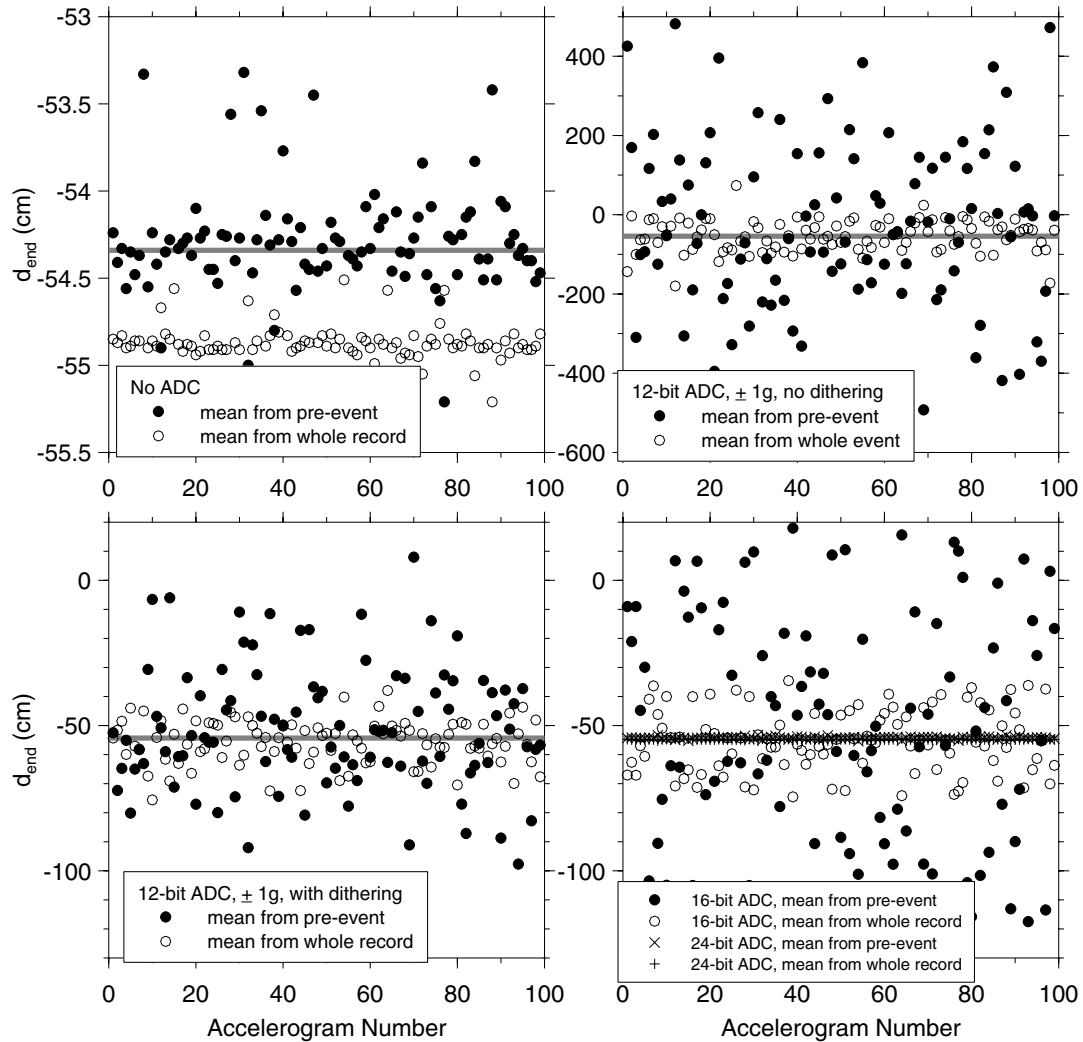 -53
-53.5
-54
-54.5
-55
-55.5
d_end (cm)
No ADC
mean from pre-event
mean from whole record
0 20 40 60 80 100
400
200
0
-200
-400
-600
12-bit ADC, ± 1g, no dithering
mean from pre-event
mean from whole event
0 20 40 60 80 100
0
-50
-100
d_end (cm)
12-bit ADC, ± 1g, with dithering
mean from pre-event
mean from whole record
0 20 40 60 80 100
Accelerogram Number
0
-50
-100
16-bit ADC, mean from pre-event
16-bit ADC, mean from whole record
24-bit ADC, mean from pre-event
24-bit ADC, mean from whole record
0 20 40 60 80 100
Accelerogram Number